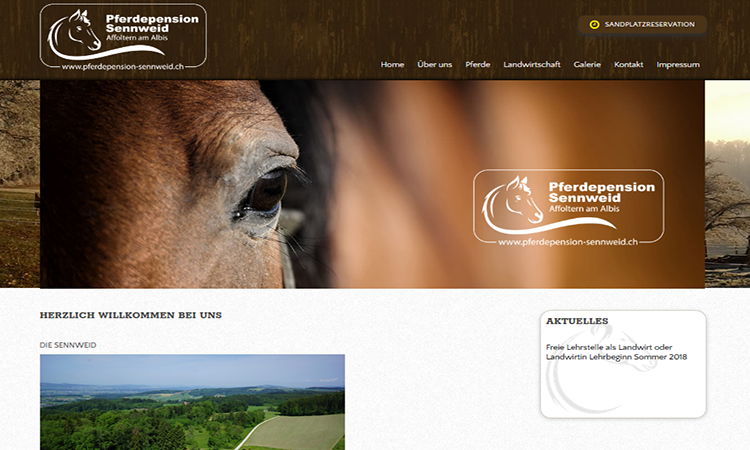 Pferdepension
Sennweid
Affoltern am Albis
www.pferdepension-sennweid.ch
SANDPLATZRESERVATION
Home Über uns Pferde Landwirtschaft Galerie Kontakt Impressum
Pferdepension
Sennweid
Affoltern am Albis
www.pferdepension-sennweid.ch
HERZLICH WILLKOMMEN BEI UNS
DIE SENNWEID
AKTUELLES
Freie Lehrstelle als Landwirt oder
Landwirtin Lehrbeginn Sommer 2018